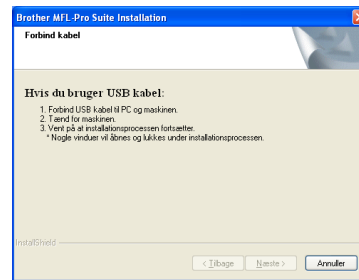 Brother MFL-Pro Suite Installation
Forbind kabel
Hvis du bruger USB kabel:
1. Forbind USB kabel til PC og maskinen.
2. Tænd for maskinen.
3. Vent på at installationsprocessen fortsætter.
* Nogle vinduer vil åbnes og lukkes under installationsprocessen.
InstallShield
< Tilbage Næste > Annuller